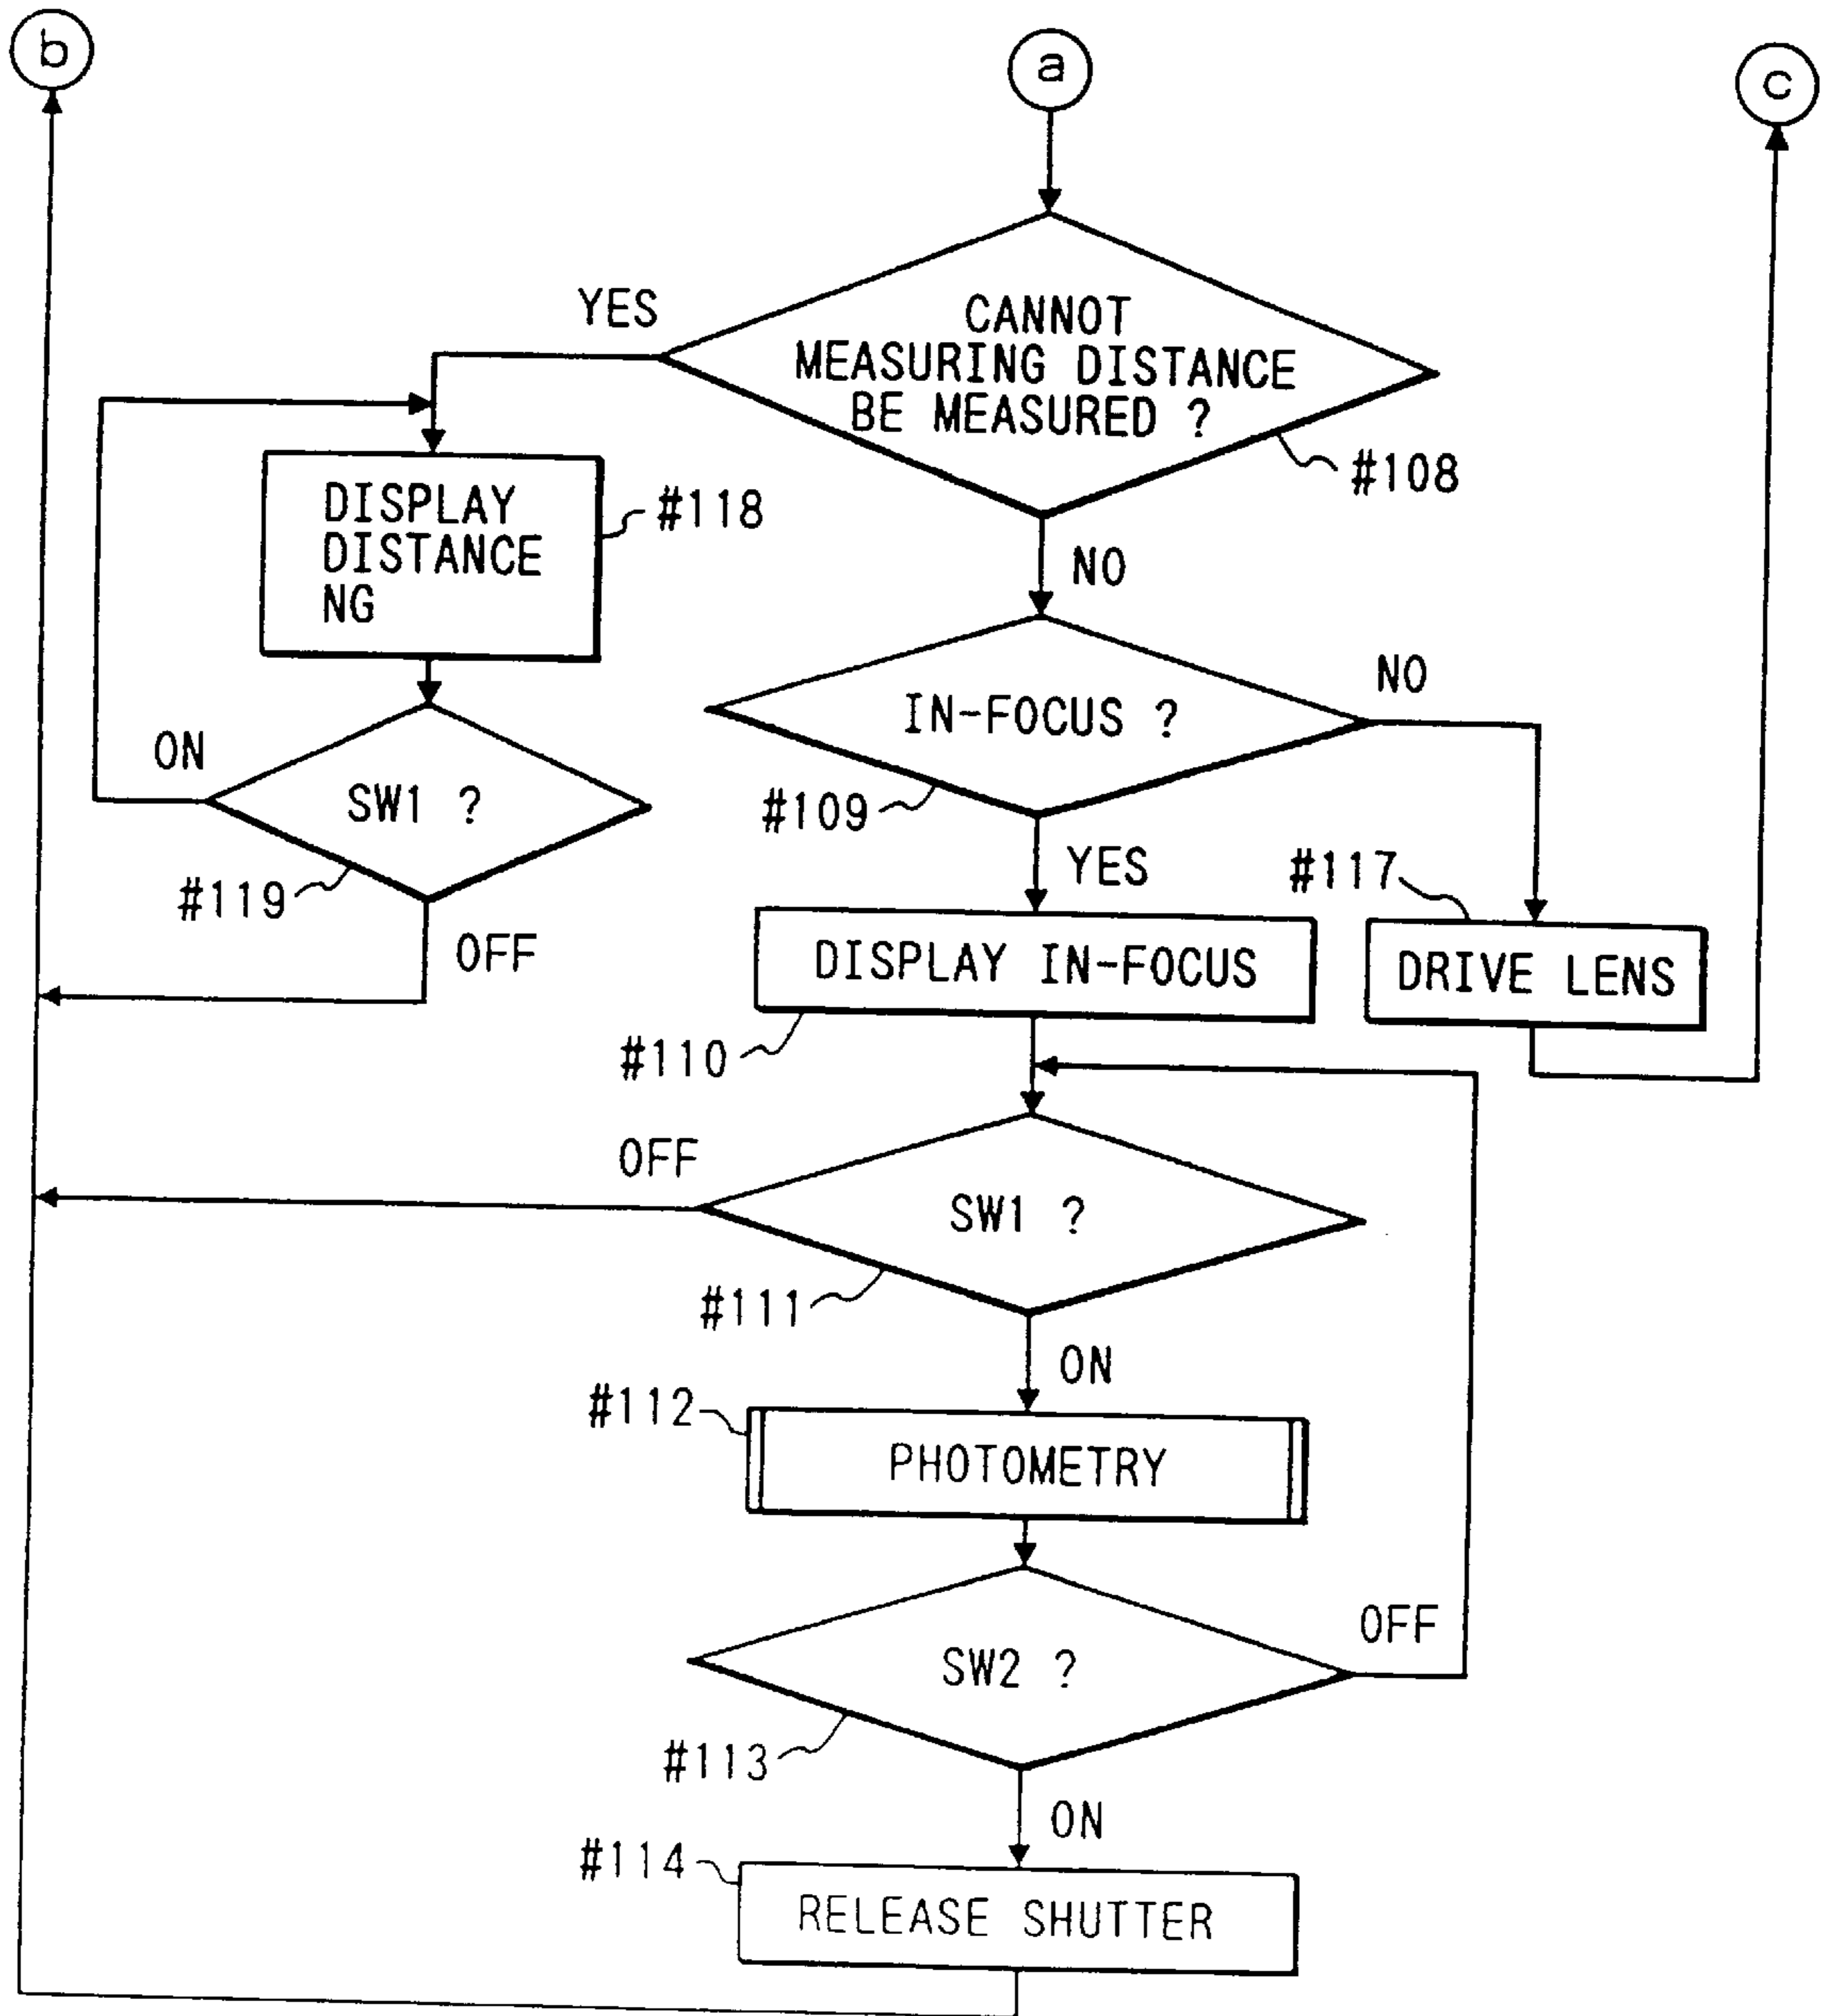 b
a
c
YES
CANNOT
MEASURING DISTANCE
BE MEASURED ?
#108
DISPLAY
DISTANCE
NG
#118
NO
IN-FOCUS ?
NO
#109
ON
SW1 ?
#119
OFF
YES
#117
DISPLAY IN-FOCUS
DRIVE LENS
#110
OFF
SW1 ?
#111
ON
#112
PHOTOMETRY
OFF
SW2 ?
#113
ON
#114
RELEASE SHUTTER